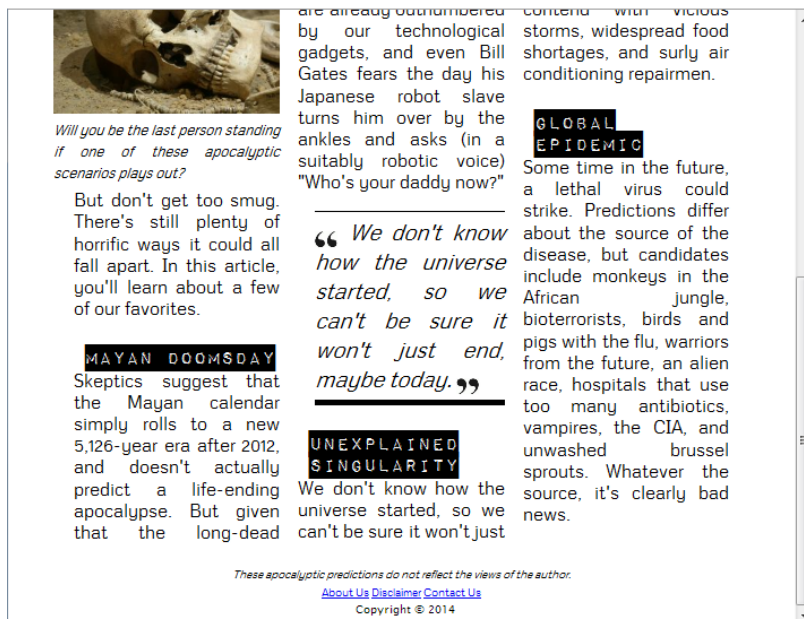 Will you be the last person standing
if one of these apocalyptic
scenarios plays out?
But don't get too smug.
There's still plenty of
horrific ways it could all
fall apart. In this article,
you'll learn about a few
of our favorites.
MAYAN DOOMSDAY
Skeptics suggest that
the Mayan calendar
simply rolls to a new
5,126-year era after 2012,
and doesn't actually
predict a life-ending
apocalypse. But given
that the long-dead
are already outnumbered
by our technological
gadgets, and even Bill
Gates fears the day his
Japanese robot slave
turns him over by the
ankles and asks (in a
suitably robotic voice)
"Who's your daddy now?"
“ We don't know
how the universe
started, so we
can't be sure it
won't just end,
maybe today. ”
UNEXPLAINED
SINGULARITY
We don't know how the
universe started, so we
can't be sure it won't just
contend with vicious
storms, widespread food
shortages, and surly air
conditioning repairmen.
GLOBAL
EPIDEMIC
Some time in the future,
a lethal virus could
strike. Predictions differ
about the source of the
disease, but candidates
include monkeys in the
African jungle,
bioterrorists, birds and
pigs with the flu, warriors
from the future, an alien
race, hospitals that use
too many antibiotics,
vampires, the CIA, and
unwashed brussel
sprouts. Whatever the
source, it's clearly bad
news.
These apocalyptic predictions do not reflect the views of the author.
About Us Disclaimer Contact Us
Copyright © 2014